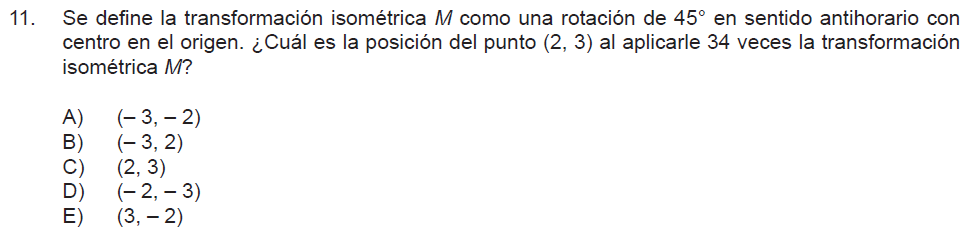 11. Se define la transformación isométrica M como una rotación de 45° en sentido antihorario con
centro en el origen. ¿Cuál es la posición del punto (2, 3) al aplicarle 34 veces la transformación
isométrica M?
A) (– 3, – 2)
B) (– 3, 2)
C) (2, 3)
D) (– 2, – 3)
E) (3, – 2)